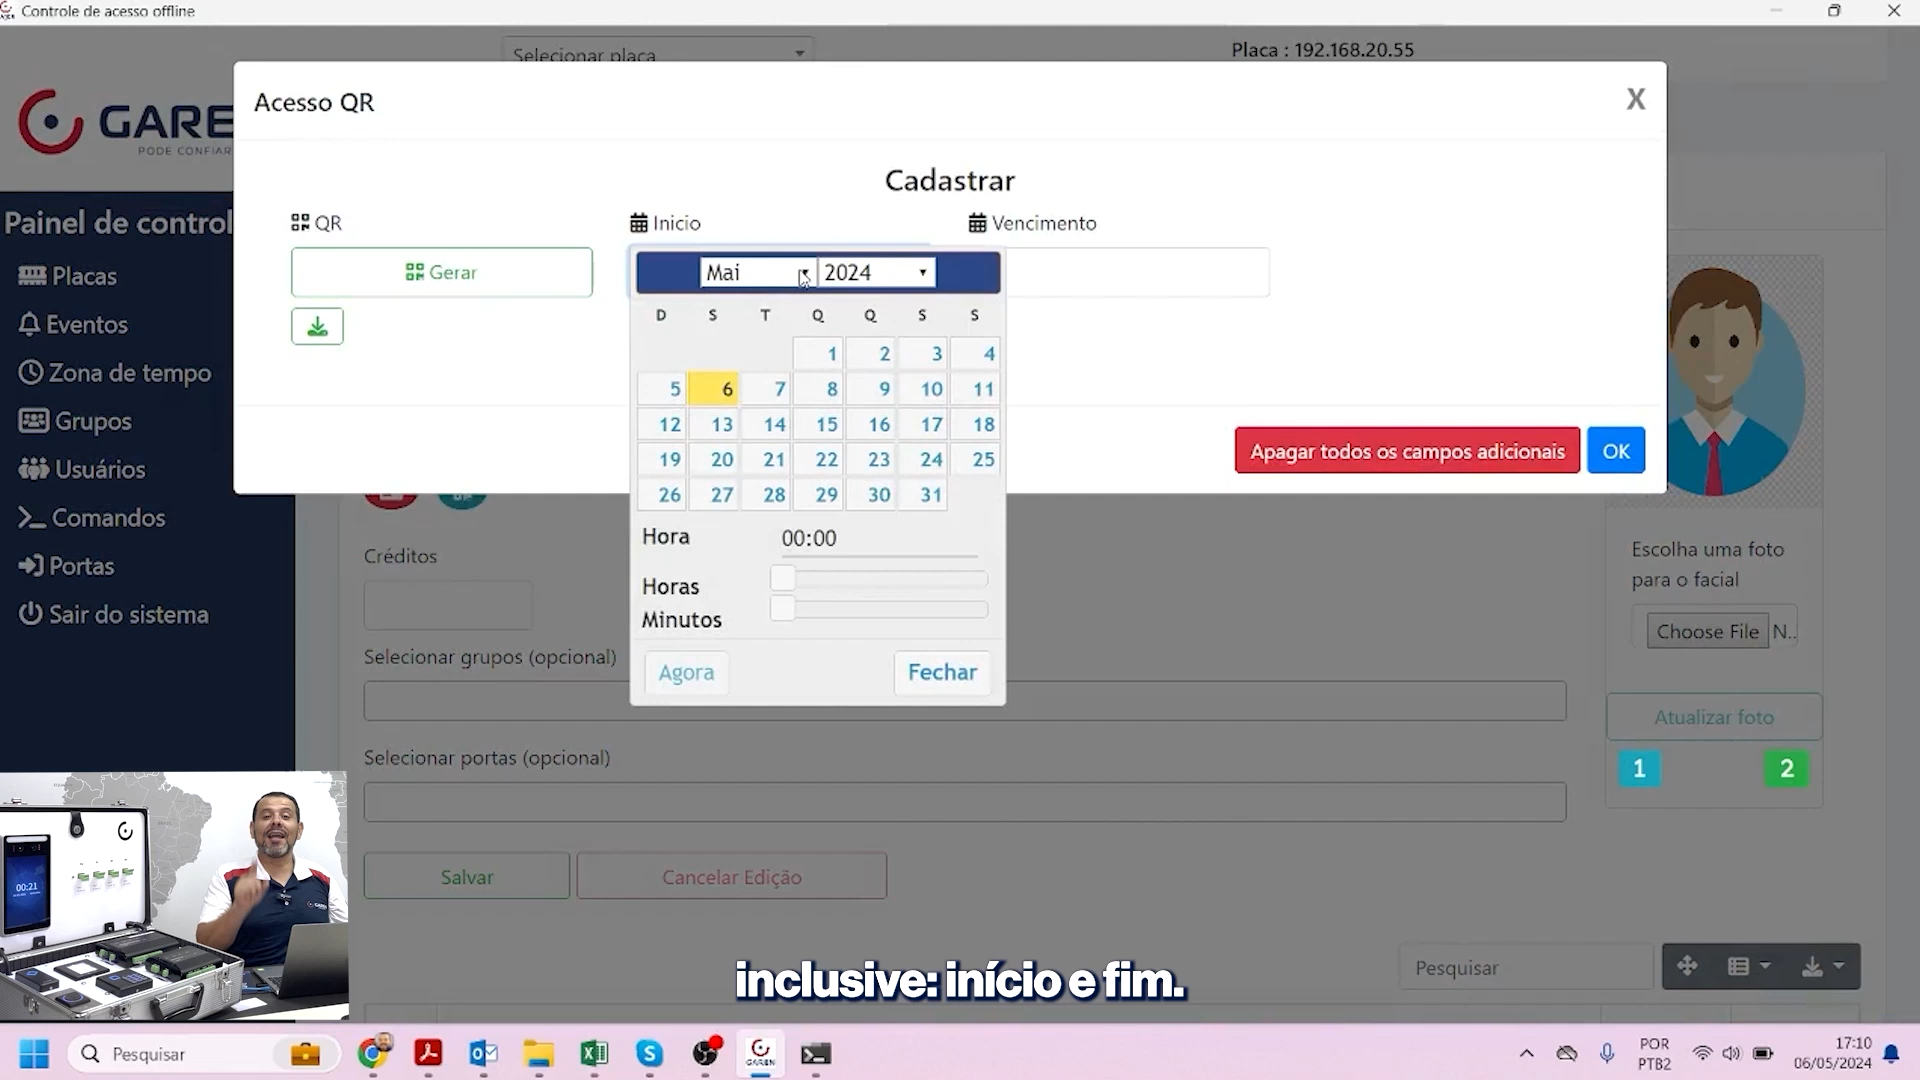 Controle de acesso offline
Selecionar placa
Placa : 192.168.20.55
GAREN
PODE CONFIAR
Acesso QR
X
Cadastrar
QR
Inicio
Vencimento
Gerar
Mai
2024
D S T Q Q S S
1 2 3 4
5 6 7 8 9 10 11
12 13 14 15 16 17 18
19 20 21 22 23 24 25
26 27 28 29 30 31
Hora 00:00
Horas
Minutos
Agora
Fechar
Apagar todos os campos adicionais
OK
Painel de control
Placas
Eventos
Zona de tempo
Grupos
Usuários
Comandos
Portas
Sair do sistema
Créditos
Selecionar grupos (opcional)
Selecionar portas (opcional)
Salvar
Cancelar Edição
Escolha uma foto
para o facial
Choose File N..
Atualizar foto
1
2
Pesquisar
00:21
inclusive: início e fim.
Pesquisar
GAREN
POR
PTB2
17:10
06/05/2024